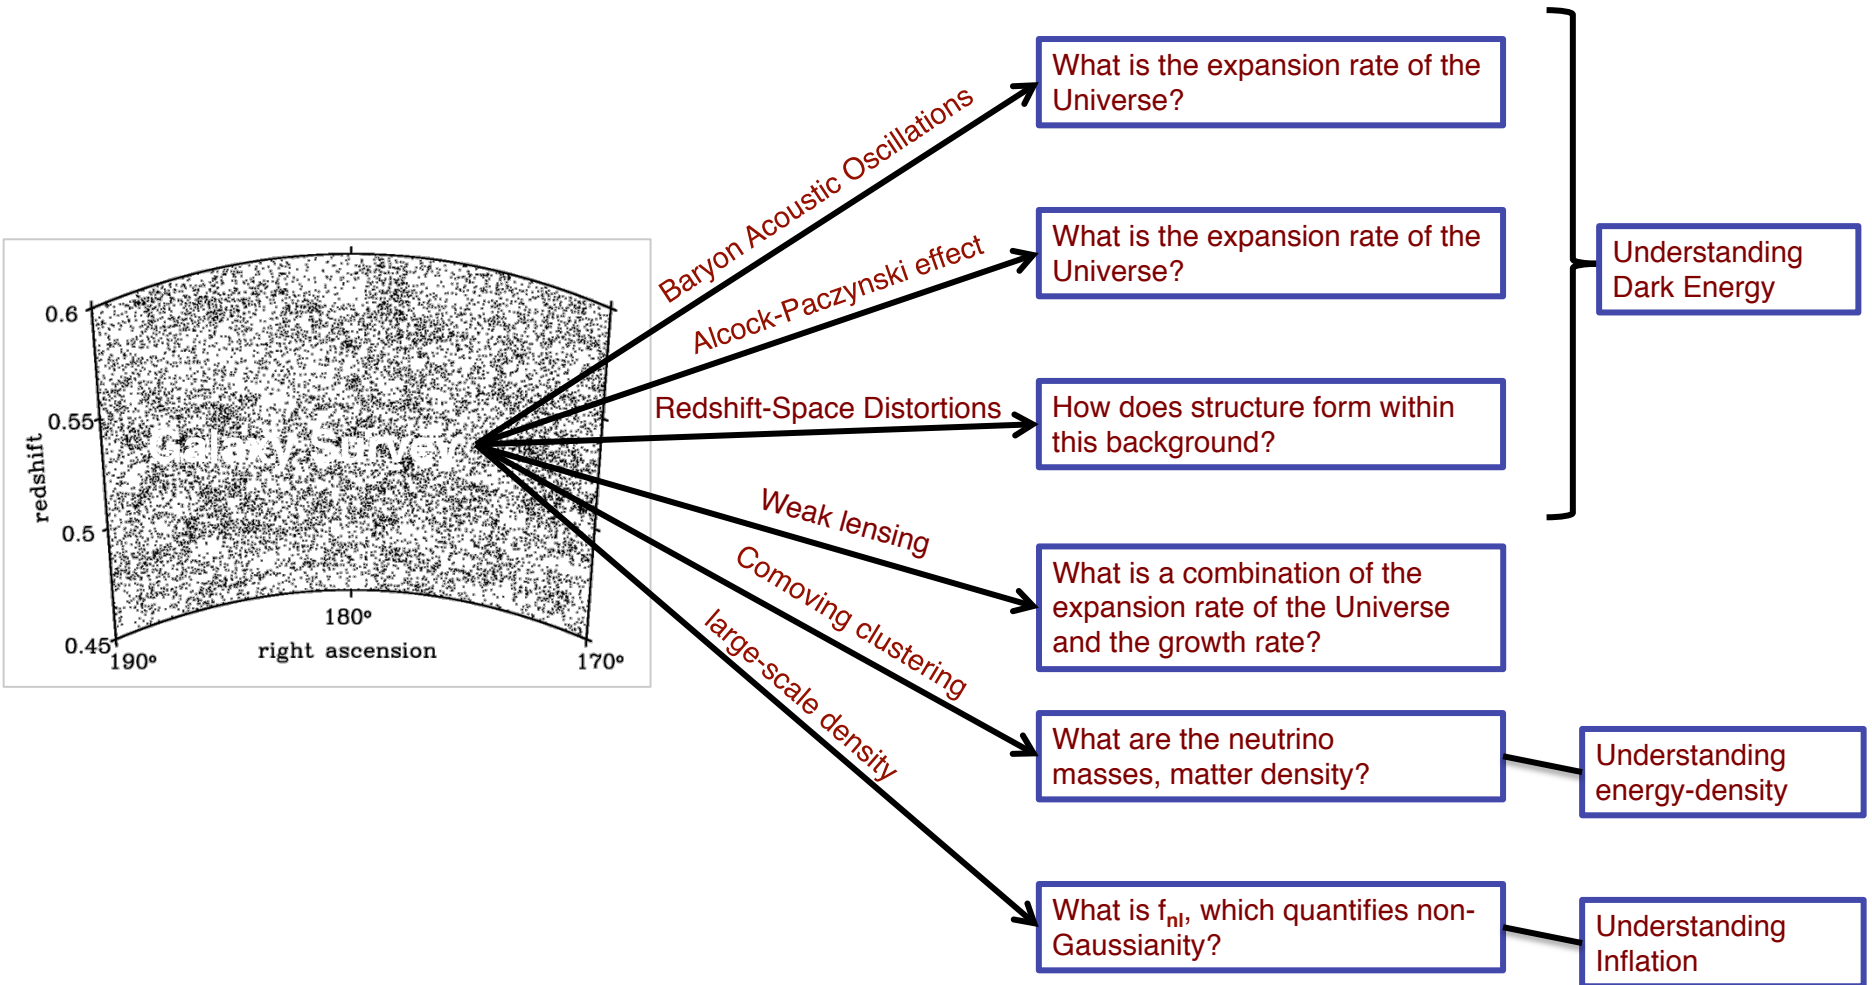 Baryon Acoustic Oscillations
What is the expansion rate of the
Universe?
Alcock-Paczynski effect
What is the expansion rate of the
Universe?
Redshift-Space Distortions
How does structure form within
this background?
Understanding
Dark Energy
Weak lensing
What is a combination of the
expansion rate of the Universe
and the growth rate?
Comoving clustering
What are the neutrino
masses, matter density?
Understanding
energy-density
large-scale density
What is fnl, which quantifies non-
Gaussianity?
Understanding
Inflation
Galaxy Survey
redshift
0.6
0.55
0.5
0.45
190º
180º
170º
right ascension